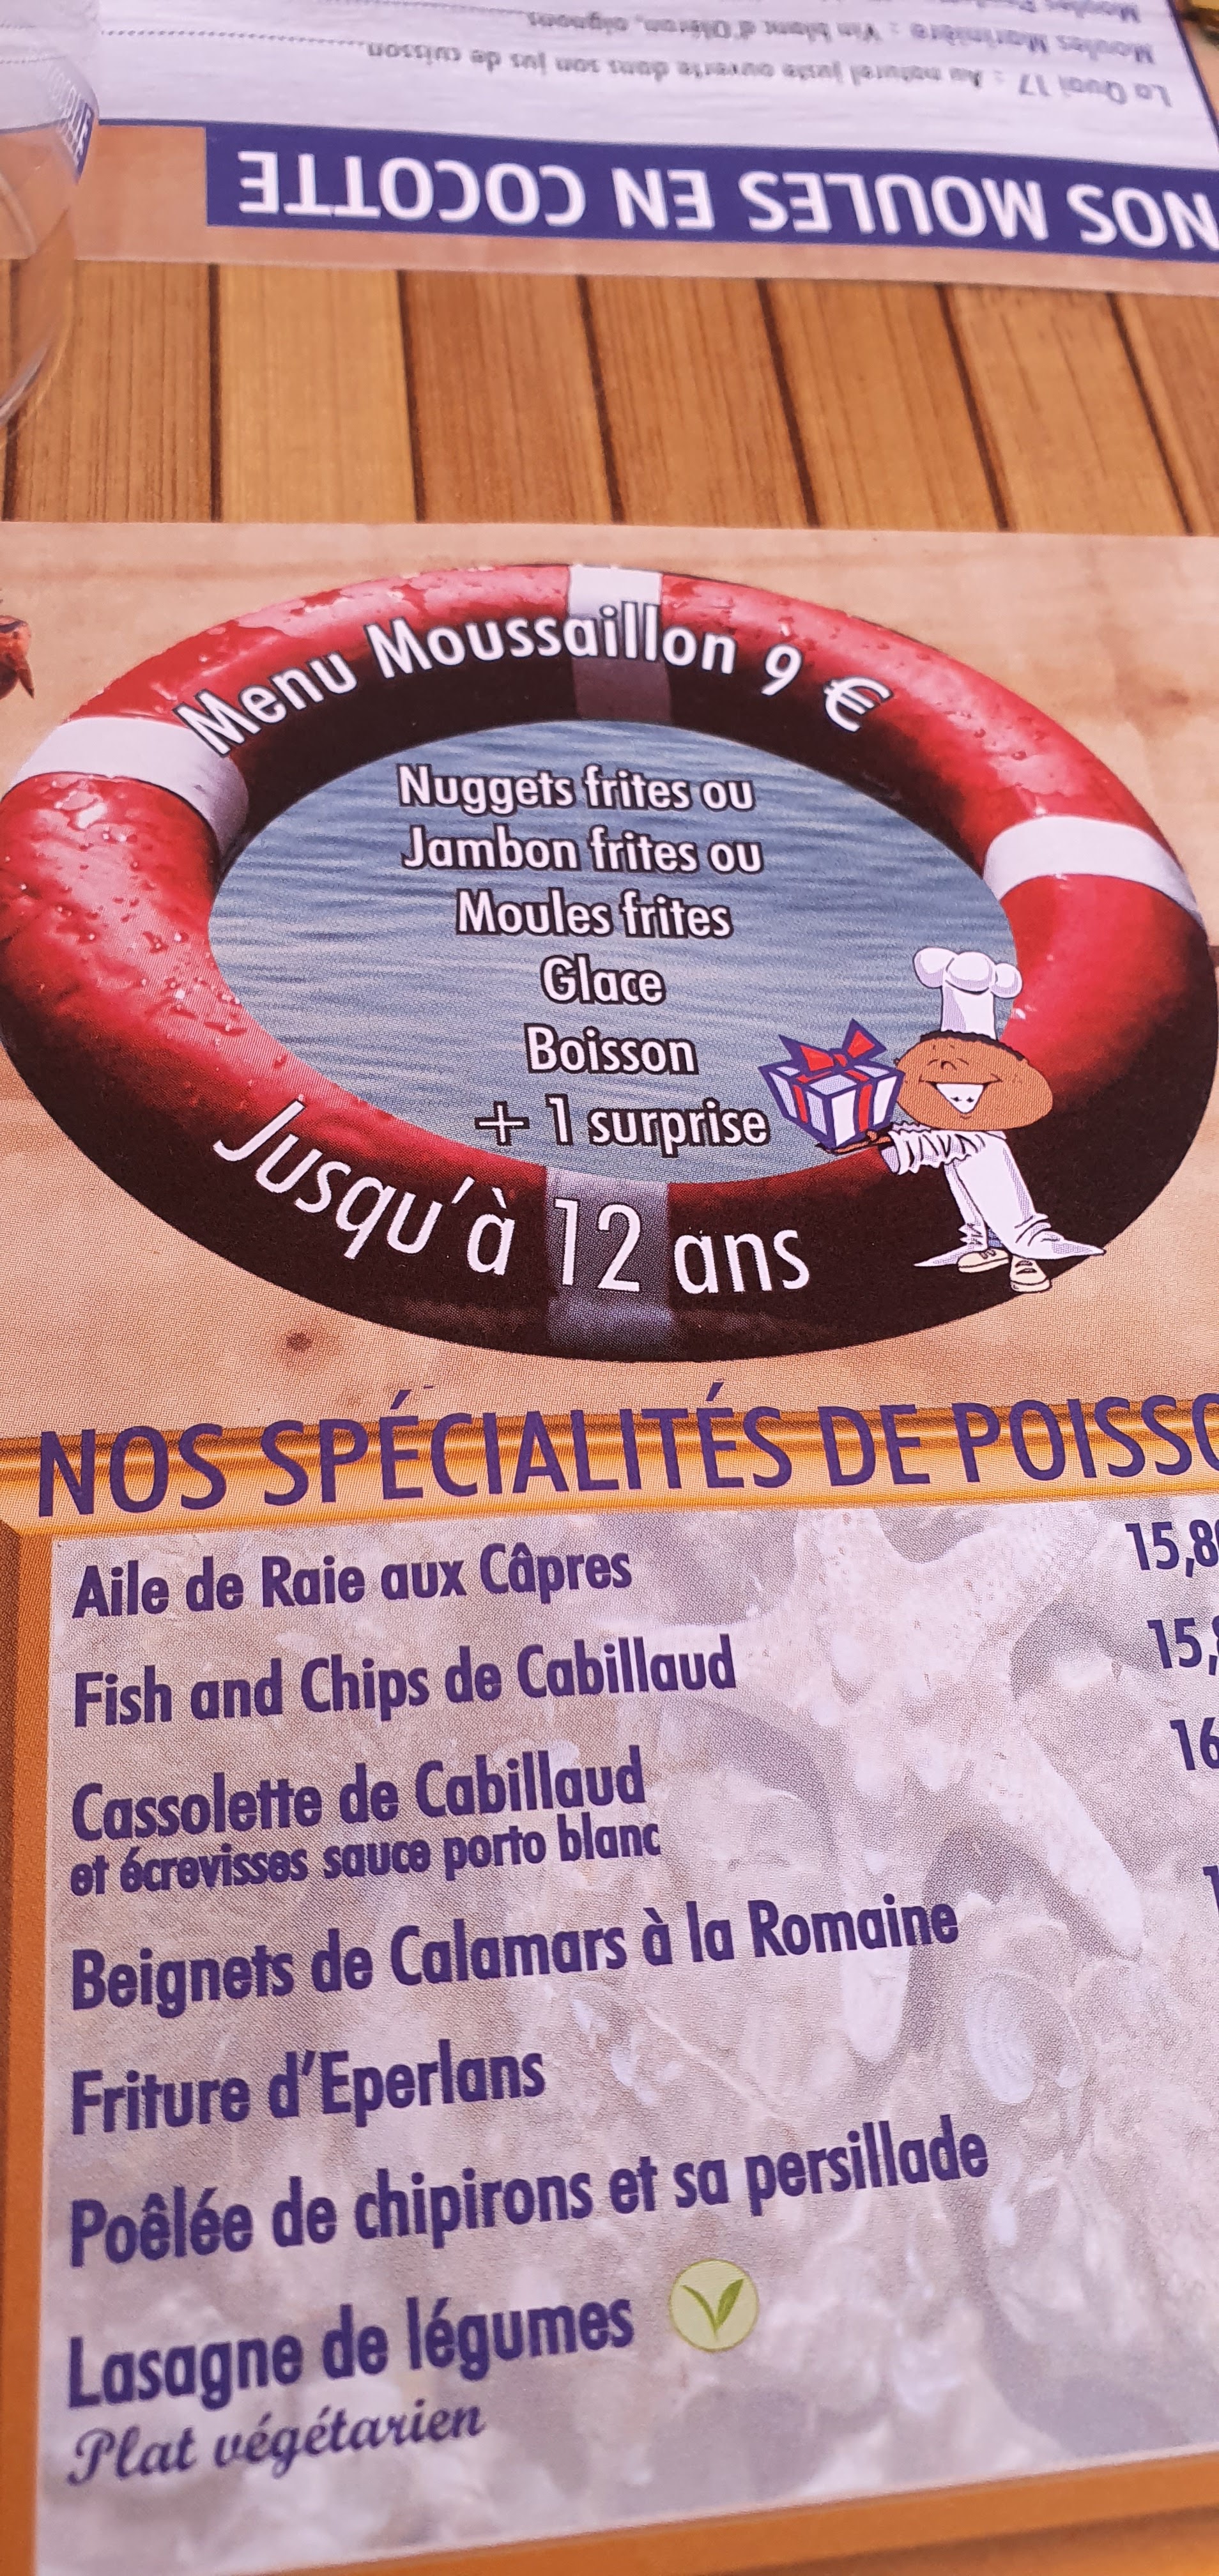 Moules Marinière : Vin blanc d'Oléron, oignons
La Quai 17 : Au naturel juste ouverte dans son jus de cuisson
NOS MOULES EN COCOTTE
Menu Moussaillon 9 €
Nuggets frites ou
Jambon frites ou
Moules frites
Glace
Boisson
+ 1 surprise
Jusqu'à 12 ans
NOS SPÉCIALITÉS DE
Aile de Raie aux Câpres
Fish and Chips de Cabillaud
Cassolette de Cabillaud
et écrevisses sauce porto blanc
Beignets de Calamars à la Romaine
Friture d'Eperlans
Poêlée de chipirons et sa persillade
Lasagne de légumes
Plat végétarien